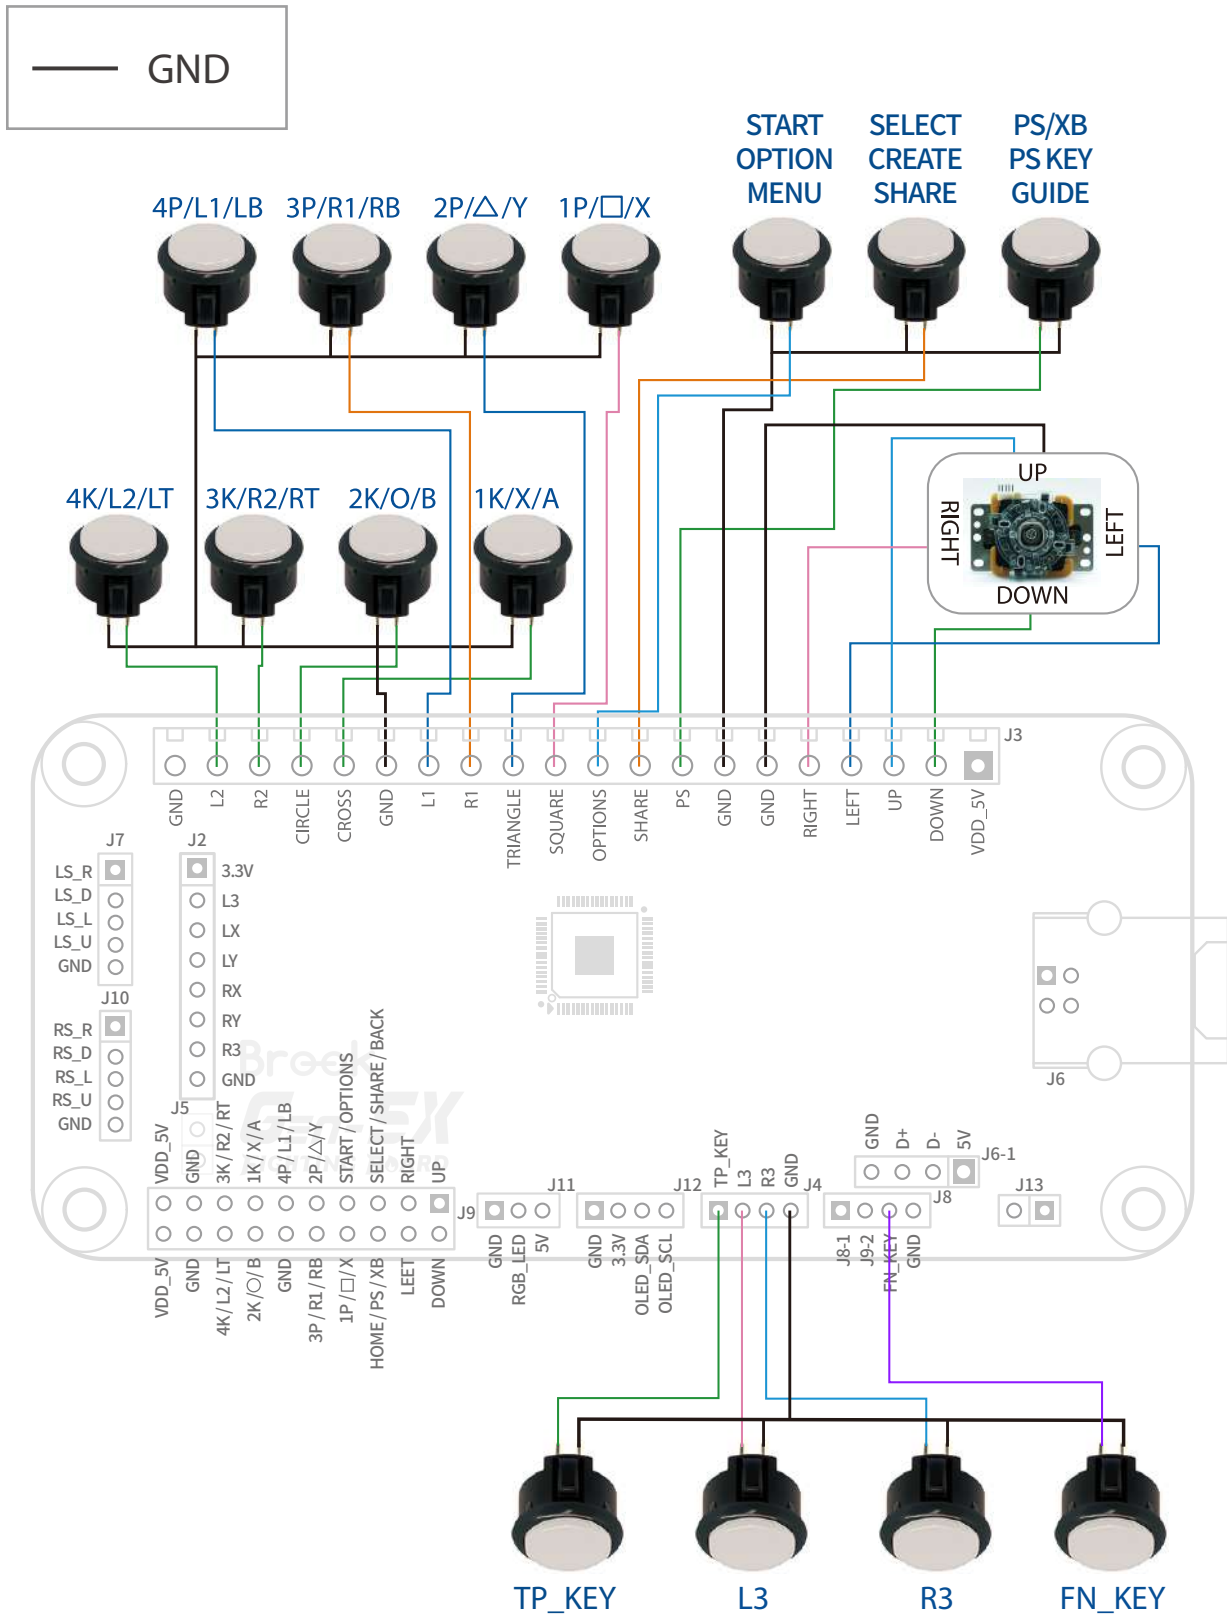 GND
START
OPTION
MENU
SELECT
CREATE
SHARE
PS/XB
PS KEY
GUIDE
4P/L1/LB
3P/R1/RB
2P/△/Y
1P/□/X
4K/L2/LT
3K/R2/RT
2K/O/B
1K/X/A
UP
RIGHT
LEFT
DOWN
J3
GND
L2
R2
CIRCLE
CROSS
GND
L1
R1
TRIANGLE
SQUARE
OPTIONS
SHARE
PS
GND
GND
RIGHT
LEFT
UP
DOWN
VDD_5V
J7
LS_R
LS_D
LS_L
LS_U
GND
J2
3.3V
L3
LX
LY
RX
RY
R3
GND
J10
RS_R
RS_D
RS_L
RS_U
GND
Brook
Gen-EX
FIGHTING BOARD
J5
J6
VDD_5V
GND
3K / R2 / RT
1K / X / A
4P / L1 / LB
2P /△/ Y
START / OPTIONS
SELECT / SHARE / BACK
RIGHT
UP
J9
VDD_5V
GND
4K / L2 / LT
2K /○/ B
GND
3P / R1 / RB
1P /□/ X
HOME / PS / XB
LEET
DOWN
J11
GND
RGB_LED
5V
J12
GND
3.3V
OLED_SDA
OLED_SCL
TP_KEY
L3
R3
GND
J4
GND
D+
D-
5V
J6-1
J8
J8-1
J9-2
FN_KEY
GND
J13
TP_KEY
L3
R3
FN_KEY